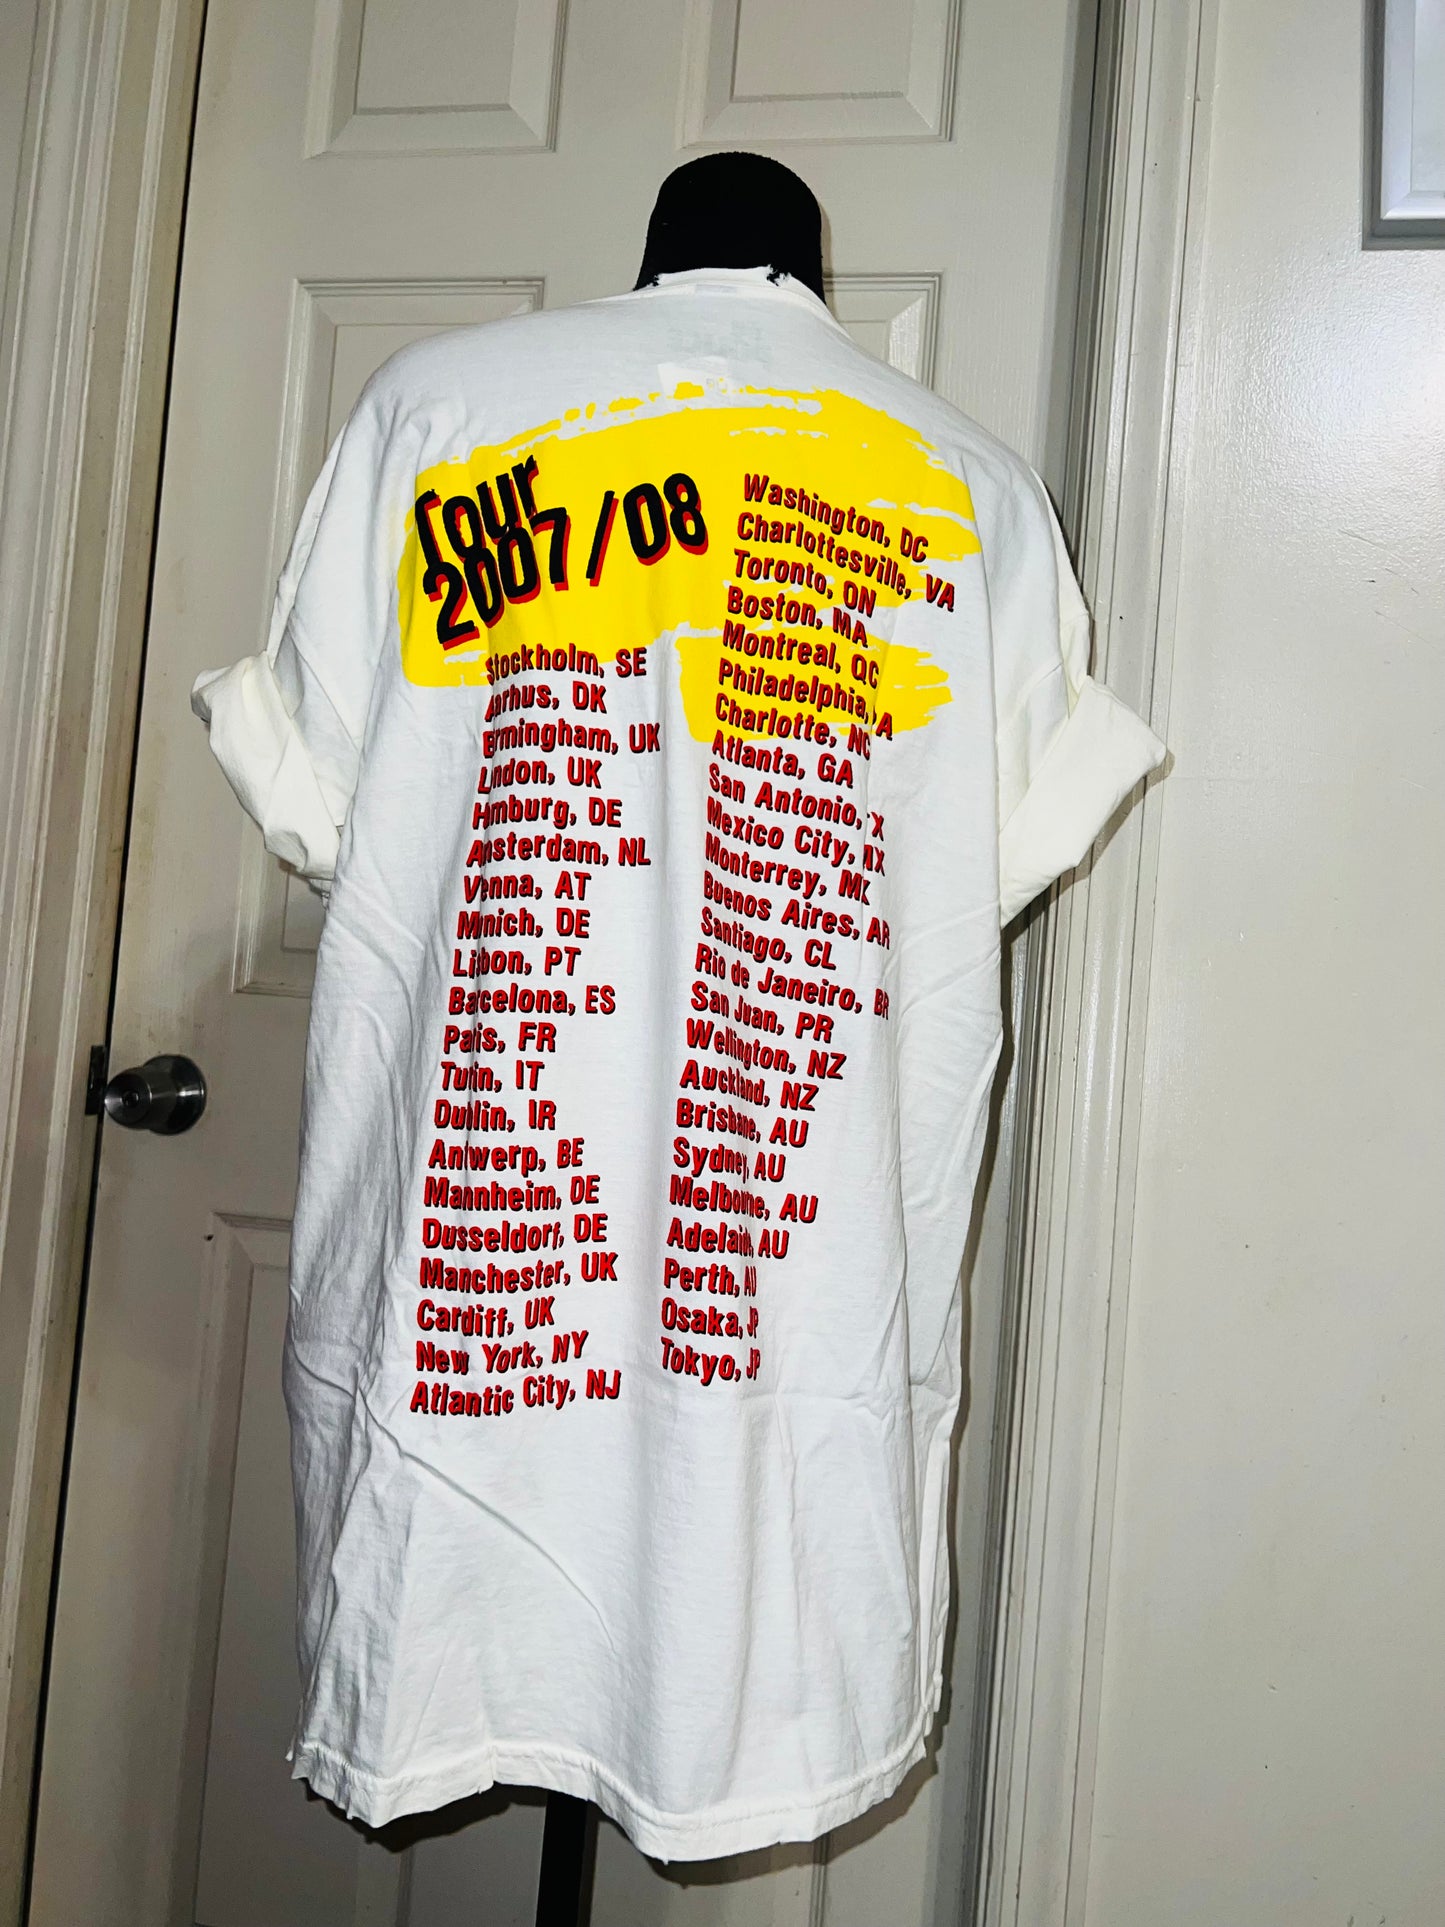 Tour
2007/08
Stockholm, SE
Aarhus, DK
Birmingham, UK
London, UK
Hamburg, DE
Amsterdam, NL
Vienna, AT
Munich, DE
Lisbon, PT
Barcelona, ES
Paris, FR
Turin, IT
Dublin, IR
Antwerp, BE
Mannheim, DE
Dusseldorf, DE
Manchester, UK
Cardiff, UK
New York, NY
Atlantic City, NJ
Washington, DC
Charlottesville, VA
Toronto, ON
Boston, MA
Montreal, QC
Philadelphia, PA
Charlotte, NC
Atlanta, GA
San Antonio, TX
Mexico City, MX
Monterrey, MX
Buenos Aires, AR
Santiago, CL
Rio de Janeiro, BR
San Juan, PR
Wellington, NZ
Auckland, NZ
Brisbane, AU
Sydney, AU
Melbourne, AU
Adelaide, AU
Perth, AU
Osaka, JP
Tokyo, JP